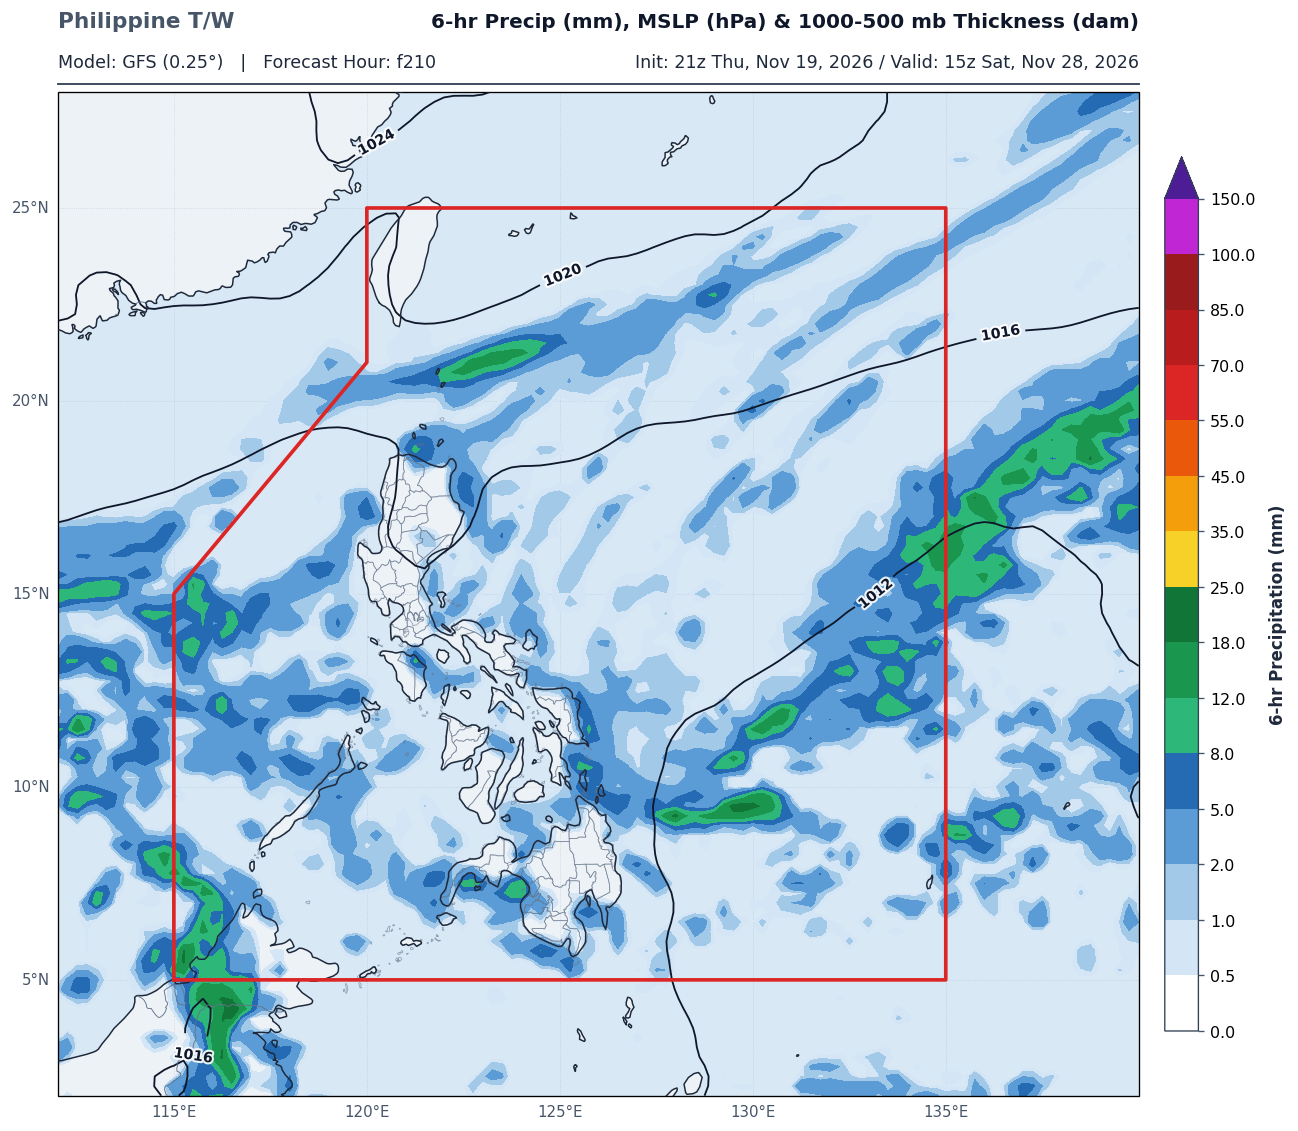 Philippine T/W
6-hr Precip (mm), MSLP (hPa) & 1000-500 mb Thickness (dam)
Model: GFS (0.25°) | Forecast Hour: f210
Init: 21z Thu, Nov 19, 2026 / Valid: 15z Sat, Nov 28, 2026
1024
1020
1016
1012
1016
25°N
20°N
15°N
10°N
5°N
115°E
120°E
125°E
130°E
135°E
150.0
100.0
85.0
70.0
55.0
45.0
35.0
25.0
18.0
12.0
8.0
5.0
2.0
1.0
0.5
0.0
6-hr Precipitation (mm)